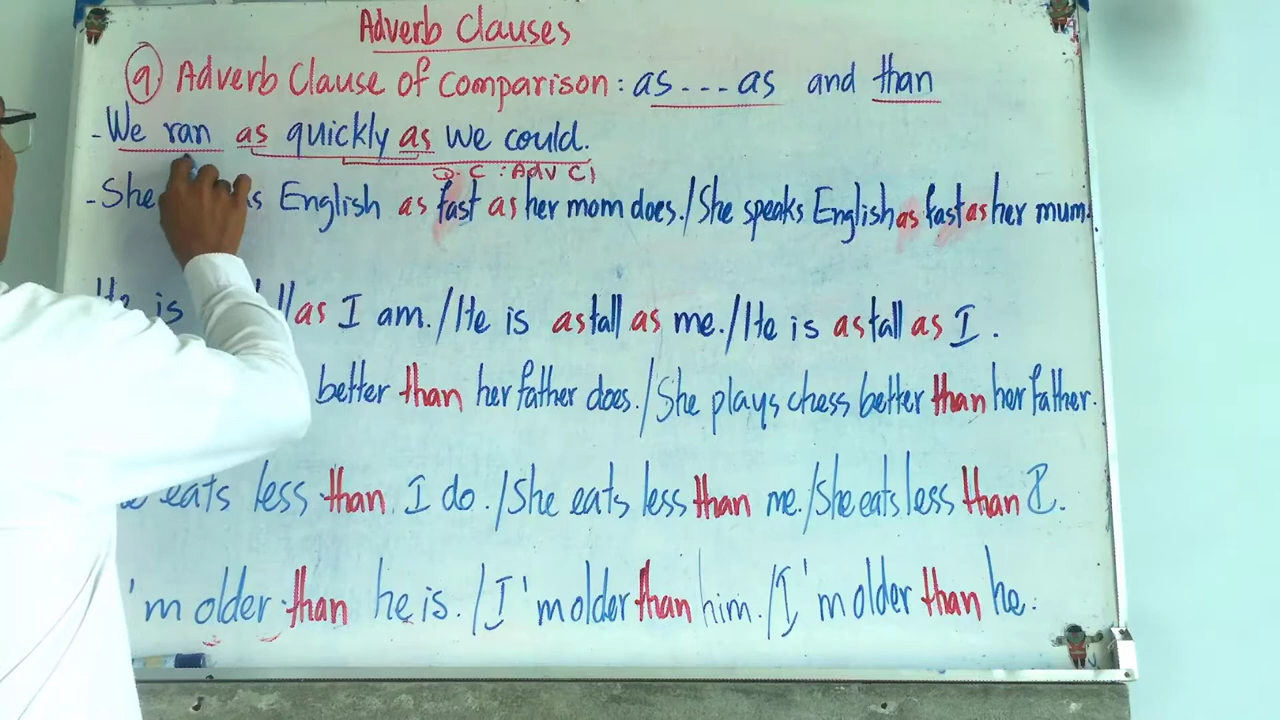 Adverb Clauses
9 Adverb Clause of Comparison: as---as and than
- We ran as quickly as we could.
D.C : Adv Cl
- She English as fast as her mom does./She speaks English as fast as her mum.
He is as I am./He is as tall as me./He is as tall as I.
better than her father does./She plays chess better than her father.
eats less than I do./She eats less than me./She eats less than I.
'm older than he is./I'm older than him./I'm older than he.